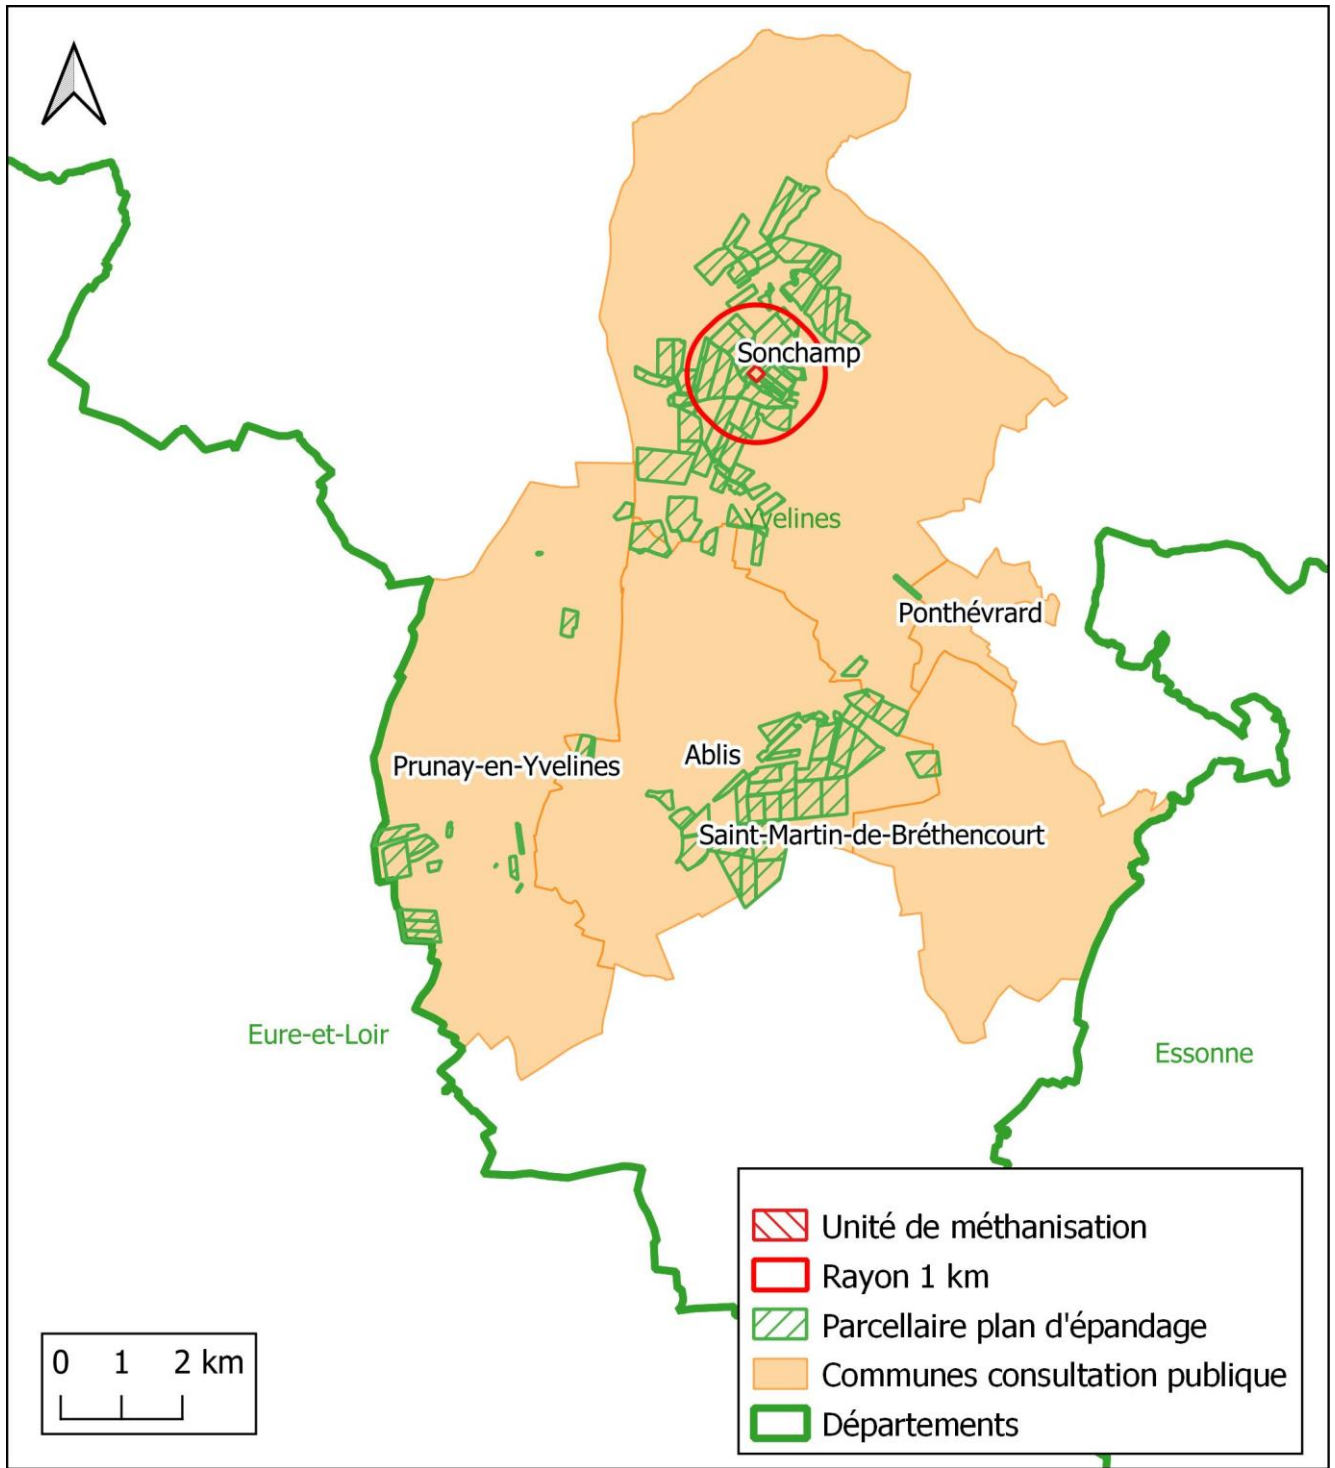 Sonchamp
Yvelines
Ponthévrard
Ablis
Prunay-en-Yvelines
Saint-Martin-de-Bréthencourt
Eure-et-Loir
Essonne
Unité de méthanisation
Rayon 1 km
Parcellaire plan d'épandage
Communes consultation publique
Départements
0 1 2 km